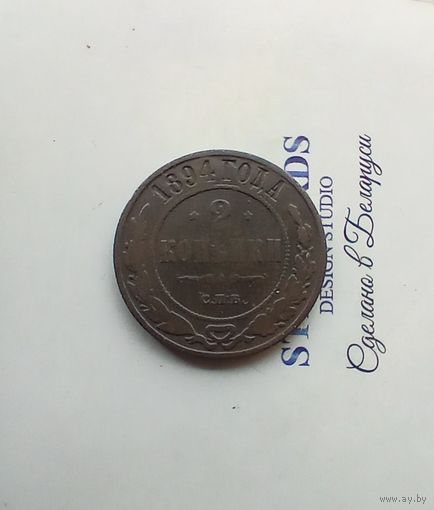 1894 ГОДА
2
КОПѢЙКИ
С.П.Б.
DESIGN STUDIO
Сделано в Беларуси
www.ay.by